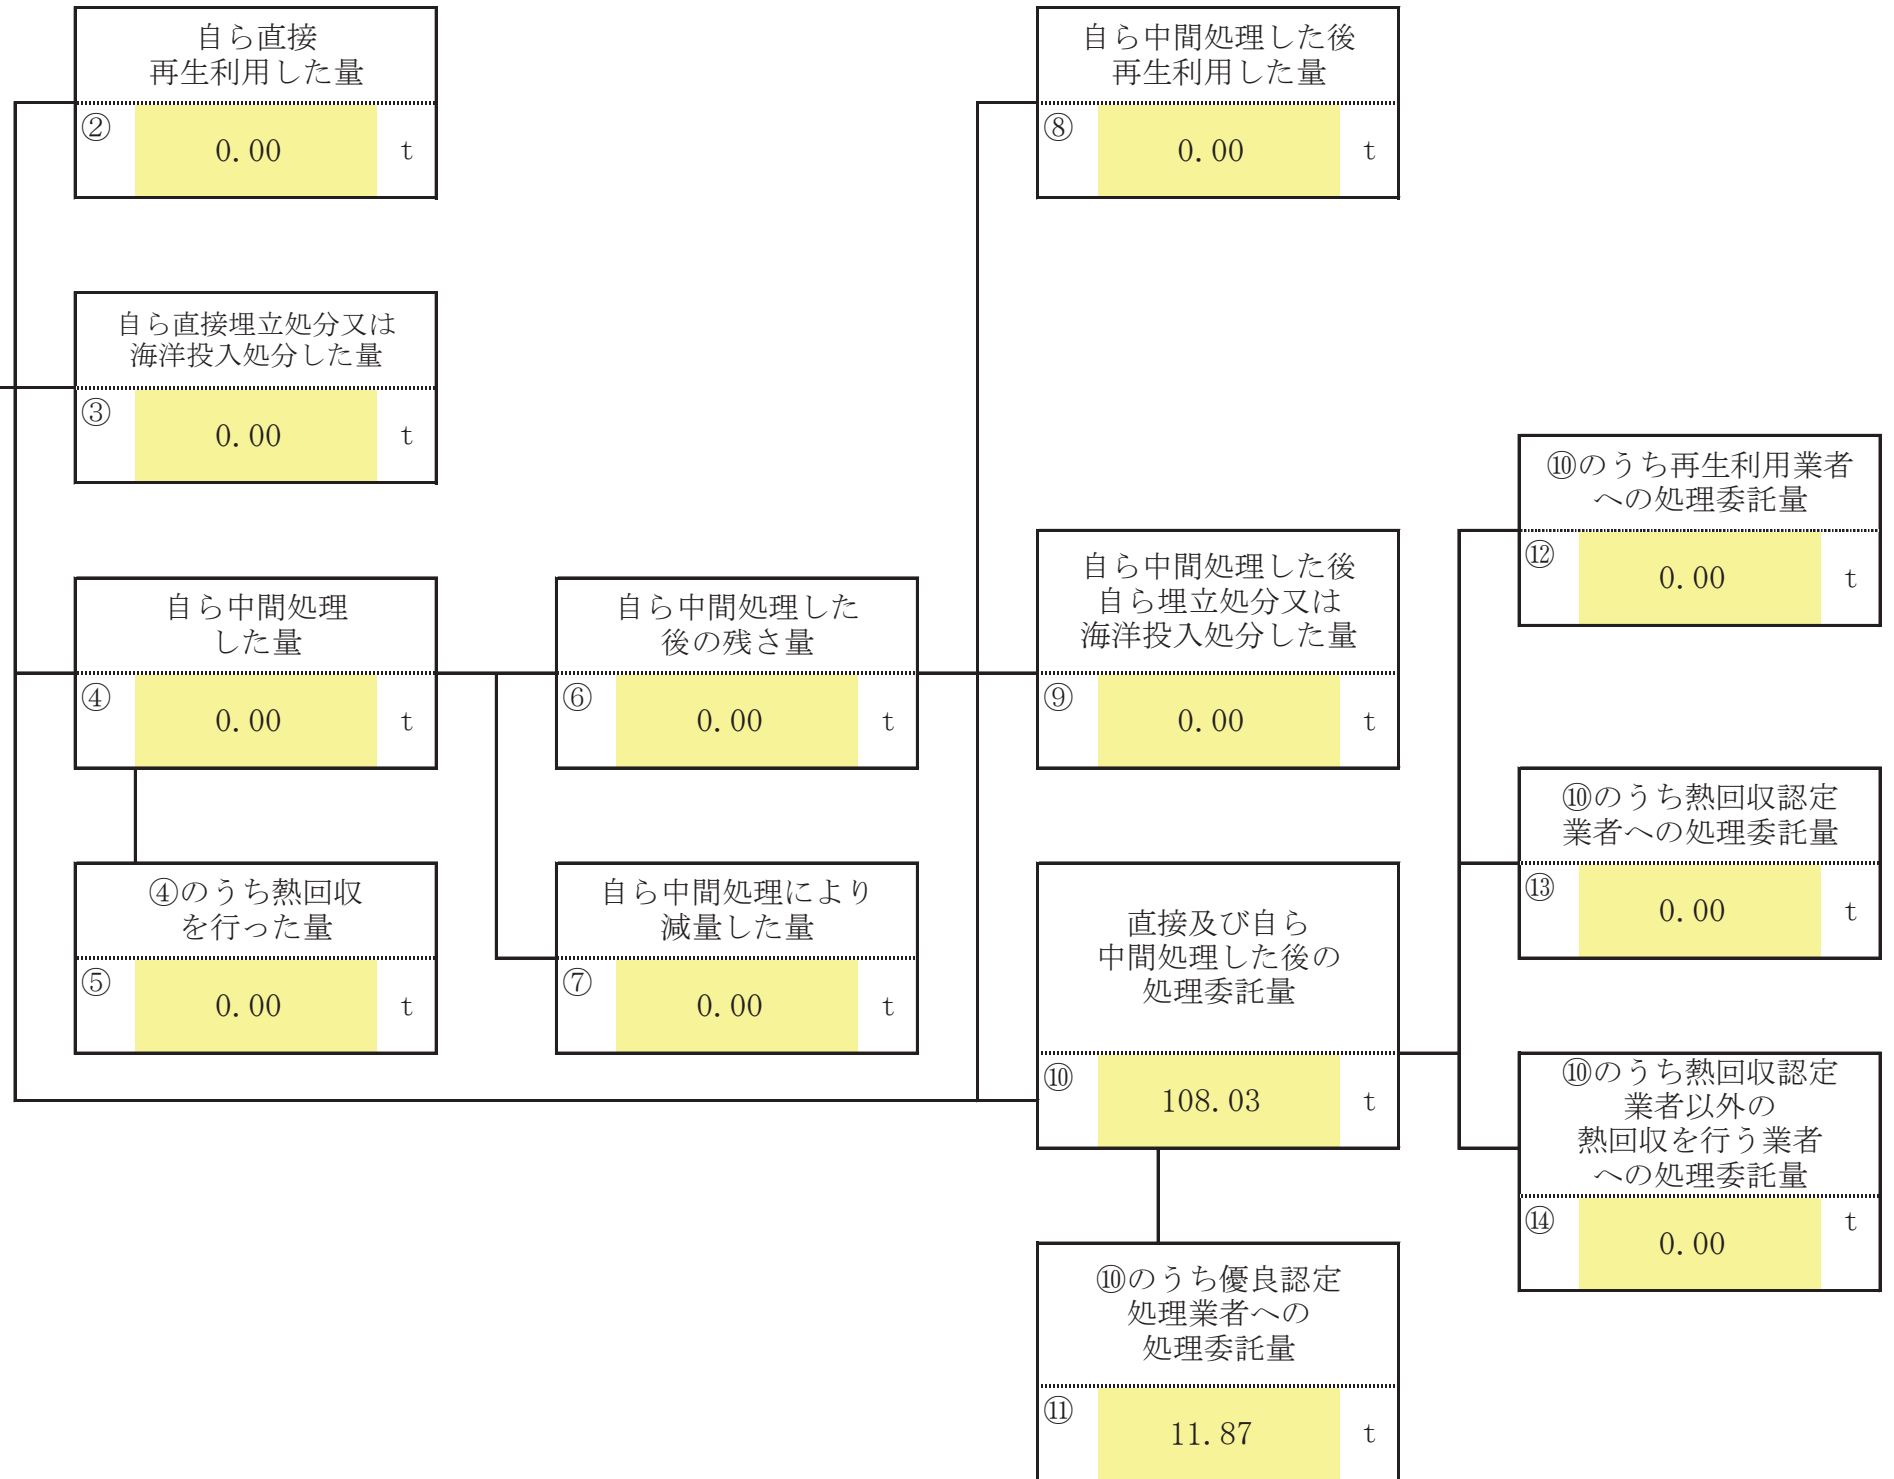 自ら直接
再生利用した量
②
0.00
t
自ら中間処理した後
再生利用した量
⑧
0.00
t
自ら直接埋立処分又は
海洋投入処分した量
③
0.00
t
⑩のうち再生利用業者
への処理委託量
⑫
0.00
t
自ら中間処理
した量
④
0.00
t
自ら中間処理した
後の残さ量
⑥
0.00
t
自ら中間処理した後
自ら埋立処分又は
海洋投入処分した量
⑨
0.00
t
⑩のうち熱回収認定
業者への処理委託量
⑬
0.00
t
④のうち熱回収
を行った量
⑤
0.00
t
自ら中間処理により
減量した量
⑦
0.00
t
直接及び自ら
中間処理した後の
処理委託量
⑩
108.03
t
⑩のうち熱回収認定
業者以外の
熱回収を行う業者
への処理委託量
⑭
0.00
t
⑩のうち優良認定
処理業者への
処理委託量
⑪
11.87
t